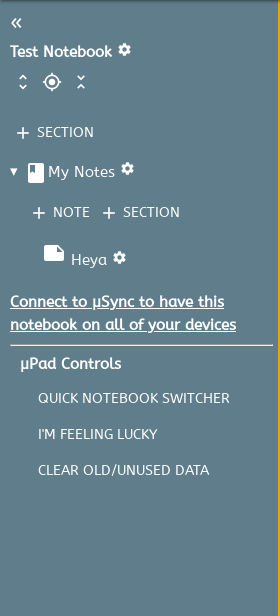 Test Notebook
SECTION
My Notes
NOTE SECTION
Heya
Connect to µSync to have this
notebook on all of your devices
µPad Controls
QUICK NOTEBOOK SWITCHER
I'M FEELING LUCKY
CLEAR OLD/UNUSED DATA